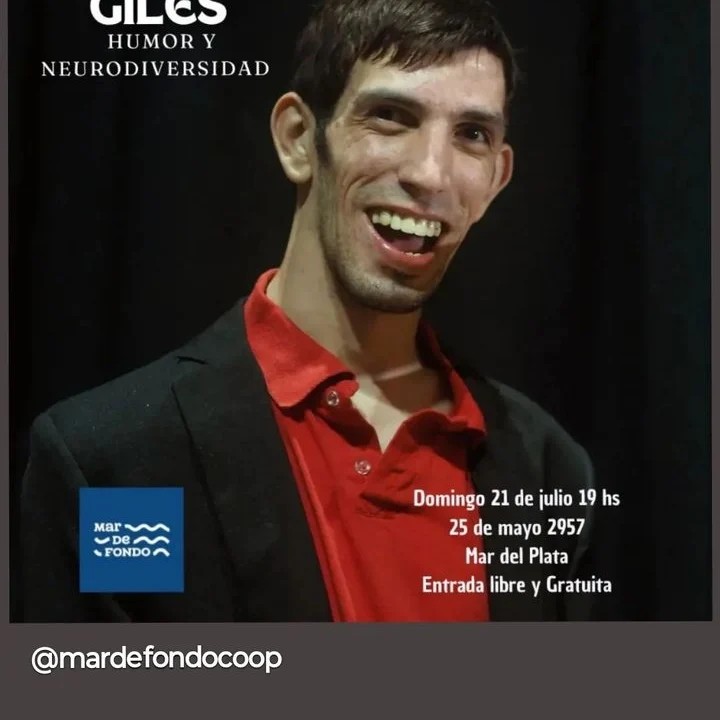 GILES
HUMOR Y
NEURODIVERSIDAD
Domingo 21 de julio 19 hs
25 de mayo 2957
Mar del Plata
Entrada libre y Gratuita
Mar
DE
FONDO
@mardefondocoop